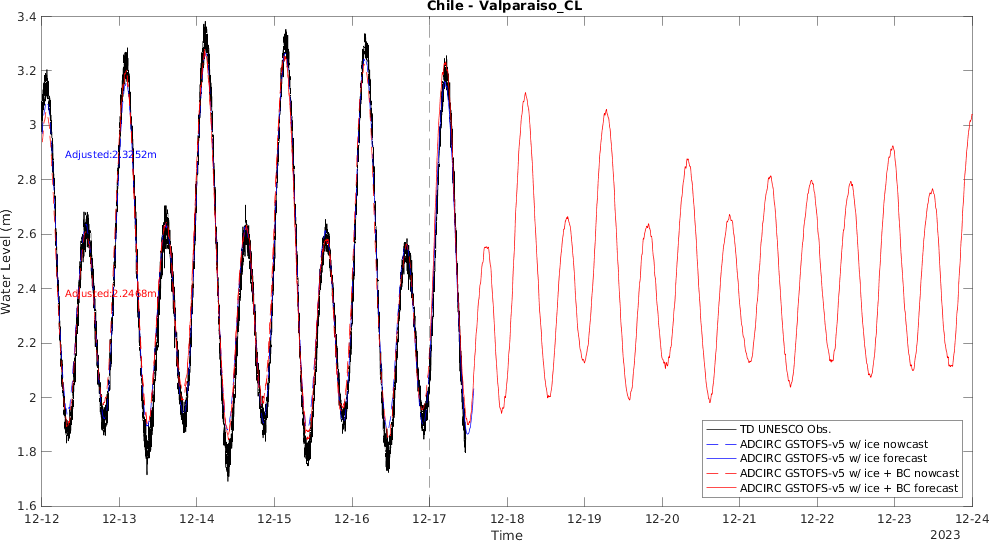 Chile - Valparaiso_CL
3.4
3.2
3
2.8
2.6
2.4
2.2
2
1.8
1.6
Water Level (m)
Adjusted:2.3252m
Adjusted:2.2468m
TD UNESCO Obs.
ADCIRC GSTOFS-v5 w/ ice nowcast
ADCIRC GSTOFS-v5 w/ ice forecast
ADCIRC GSTOFS-v5 w/ ice + BC nowcast
ADCIRC GSTOFS-v5 w/ ice + BC forecast
12-12 12-13 12-14 12-15 12-16 12-17 12-18 12-19 12-20 12-21 12-22 12-23 12-24
Time
2023